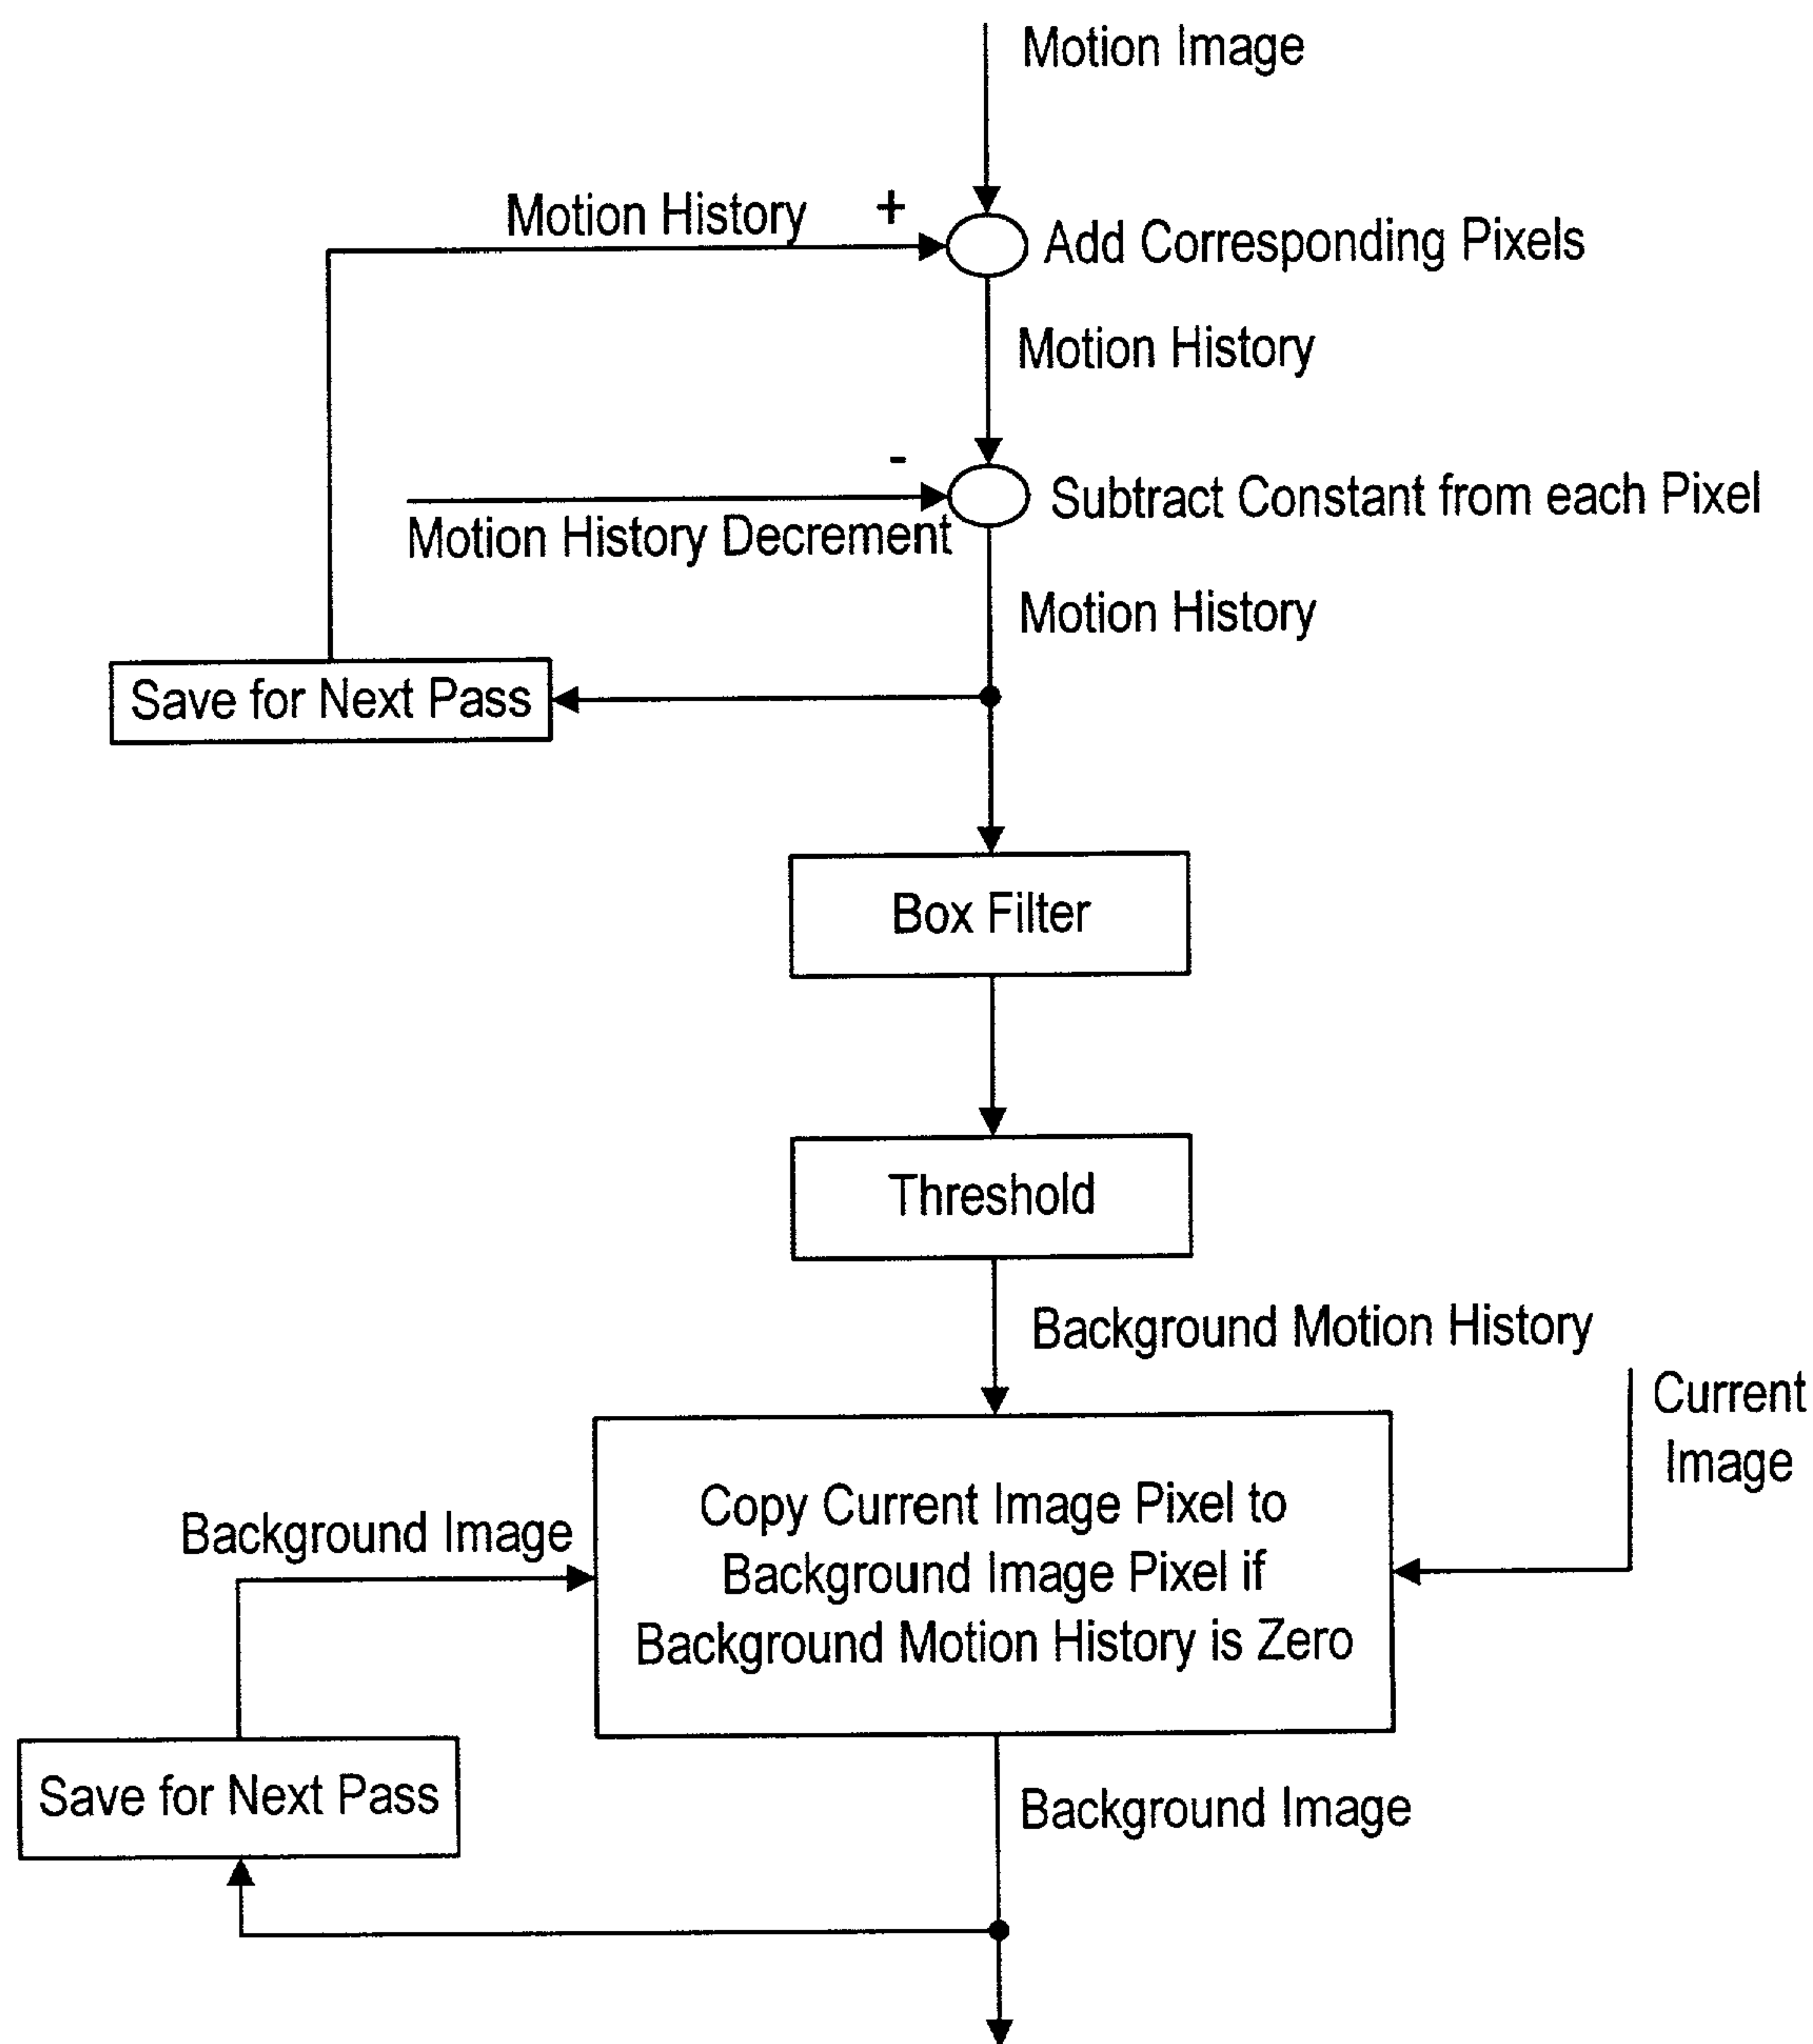 Motion Image
Motion History +
Add Corresponding Pixels
Motion History
-
Subtract Constant from each Pixel
Motion History Decrement
Motion History
Save for Next Pass
Box Filter
Threshold
Background Motion History
Current
Image
Copy Current Image Pixel to
Background Image Pixel if
Background Motion History is Zero
Background Image
Save for Next Pass
Background Image